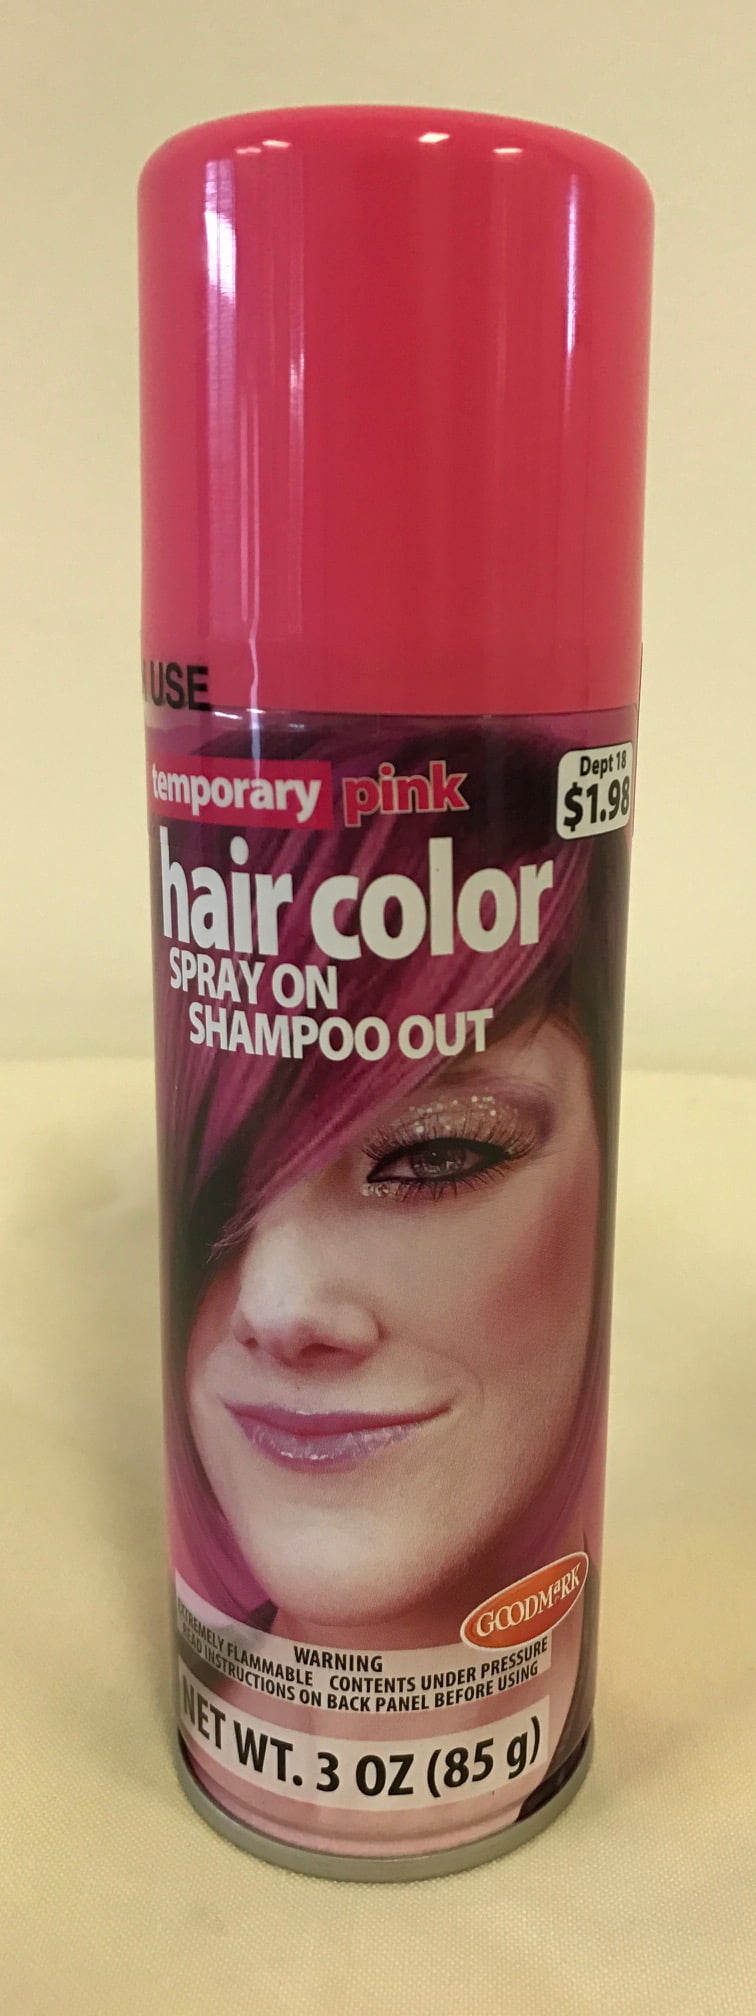 USE
temporary pink
Dept 18
$1.98
hair color
SPRAY ON
SHAMPOO OUT
GOODMaRK
WARNING
EXTREMELY FLAMMABLE CONTENTS UNDER PRESSURE
READ INSTRUCTIONS ON BACK PANEL BEFORE USING
NET WT. 3 OZ (85 g)